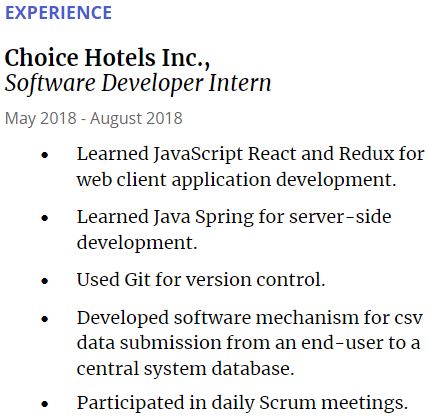 EXPERIENCE
Choice Hotels Inc.,
Software Developer Intern
May 2018 - August 2018
● Learned JavaScript React and Redux for
web client application development.
● Learned Java Spring for server-side
development.
● Used Git for version control.
● Developed software mechanism for csv
data submission from an end-user to a
central system database.
● Participated in daily Scrum meetings.